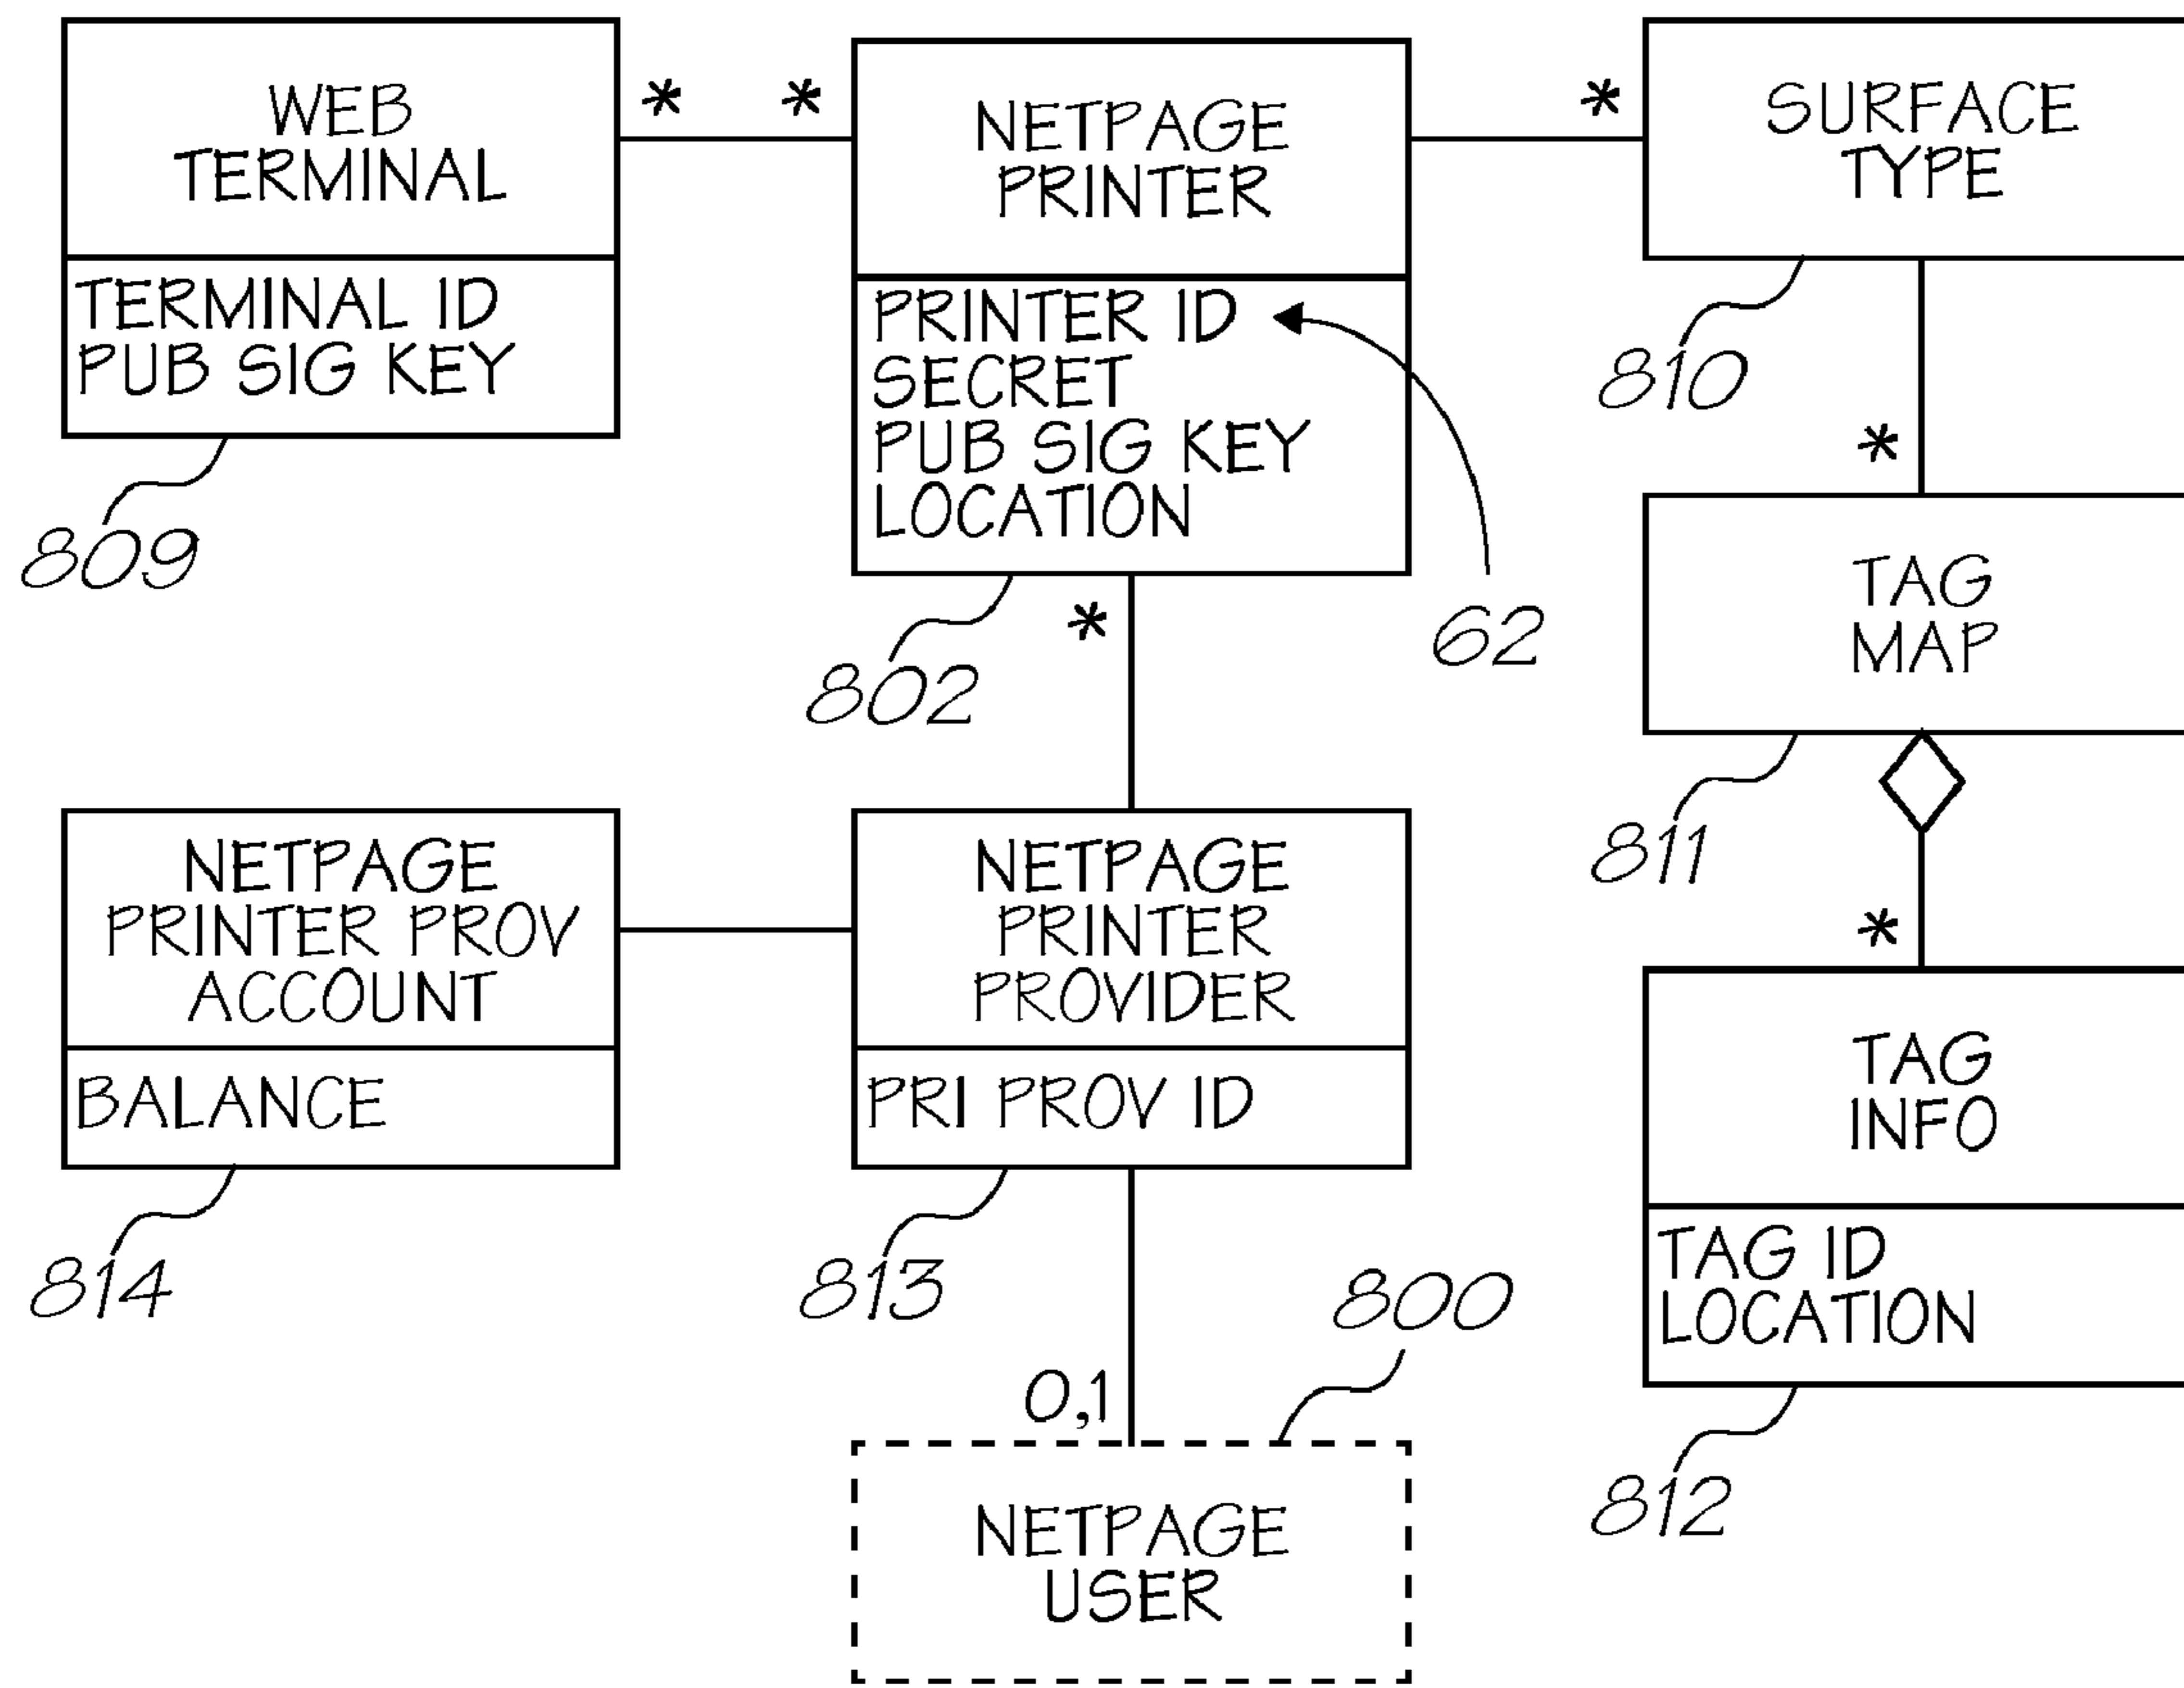 WEB
TERMINAL
TERMINAL ID
PUB SIG KEY
809
*
*
NETPAGE
PRINTER
PRINTER ID
SECRET
PUB SIG KEY
LOCATION
802
62
*
*
SURFACE
TYPE
810
*
TAG
MAP
811
*
NETPAGE
PRINTER PROV
ACCOUNT
BALANCE
814
NETPAGE
PRINTER
PROVIDER
PRI PROV ID
813
800
0,1
NETPAGE
USER
TAG
INFO
TAG ID
LOCATION
812